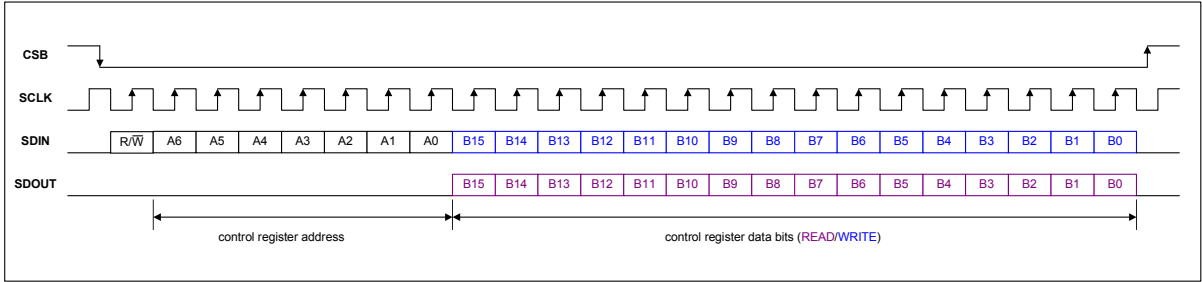 CSB
SCLK
SDIN R/W̅ A6 A5 A4 A3 A2 A1 A0 B15 B14 B13 B12 B11 B10 B9 B8 B7 B6 B5 B4 B3 B2 B1 B0
SDOUT B15 B14 B13 B12 B11 B10 B9 B8 B7 B6 B5 B4 B3 B2 B1 B0
control register address control register data bits (READ/WRITE)